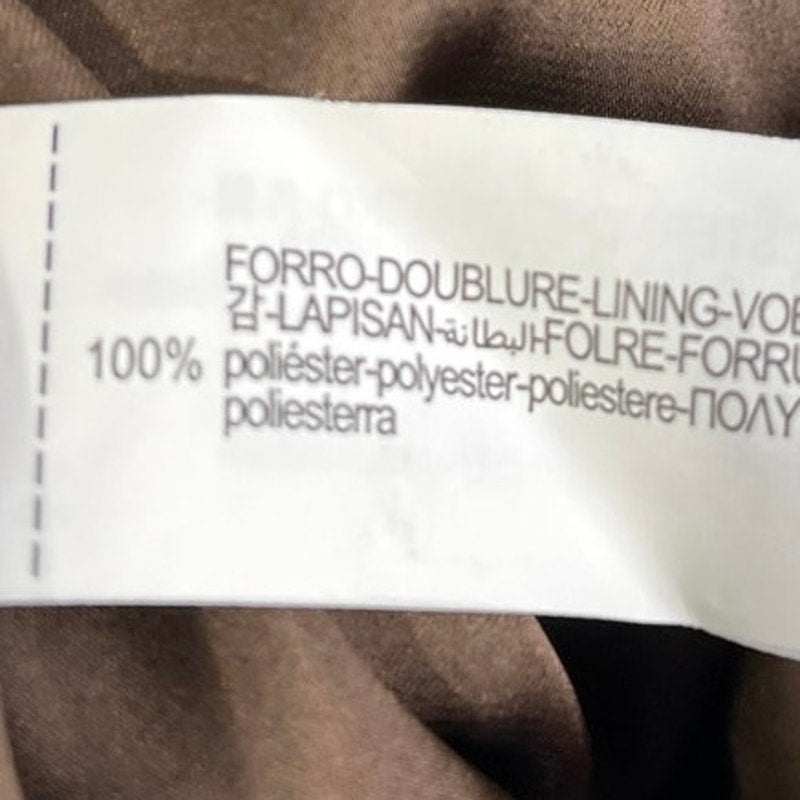 FORRO-DOUBLURE-LINING-VOE
감-LAPISAN-البطانة-FOLRE-FORRU
100% poliéster-polyester-poliestere-ΠΟΛΥ
poliesterra